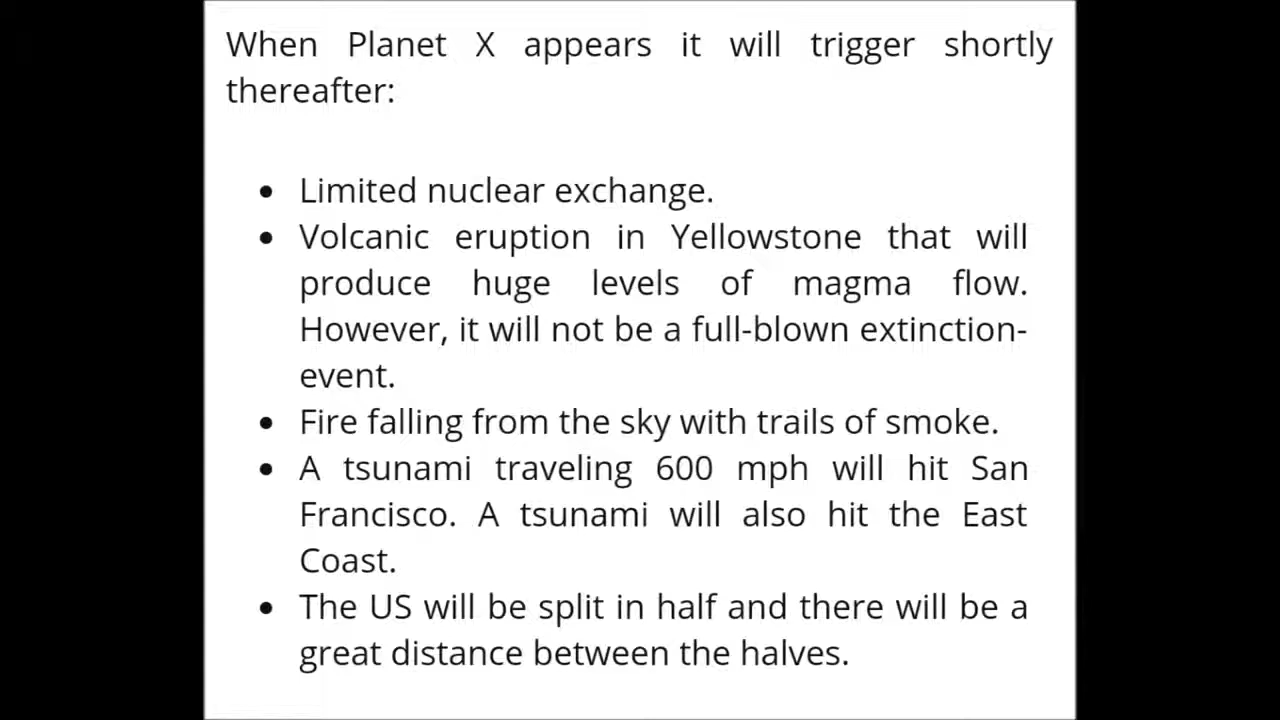 When Planet X appears it will trigger shortly
thereafter:
• Limited nuclear exchange.
• Volcanic eruption in Yellowstone that will
produce huge levels of magma flow.
However, it will not be a full-blown extinction-
event.
• Fire falling from the sky with trails of smoke.
• A tsunami traveling 600 mph will hit San
Francisco. A tsunami will also hit the East
Coast.
• The US will be split in half and there will be a
great distance between the halves.